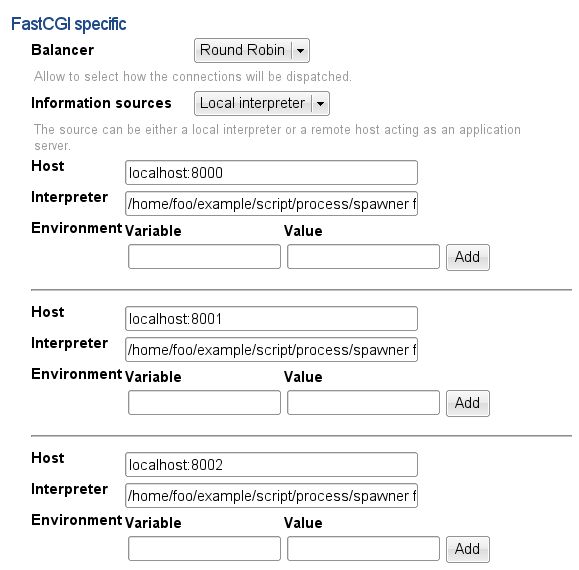 FastCGI specific
Balancer Round Robin
Allow to select how the connections will be dispatched.
Information sources Local interpreter
The source can be either a local interpreter or a remote host acting as an application
server.
Host localhost:8000
Interpreter /home/foo/example/script/process/spawner f
Environment Variable Value
Add
Host localhost:8001
Interpreter /home/foo/example/script/process/spawner f
Environment Variable Value
Add
Host localhost:8002
Interpreter /home/foo/example/script/process/spawner f
Environment Variable Value
Add